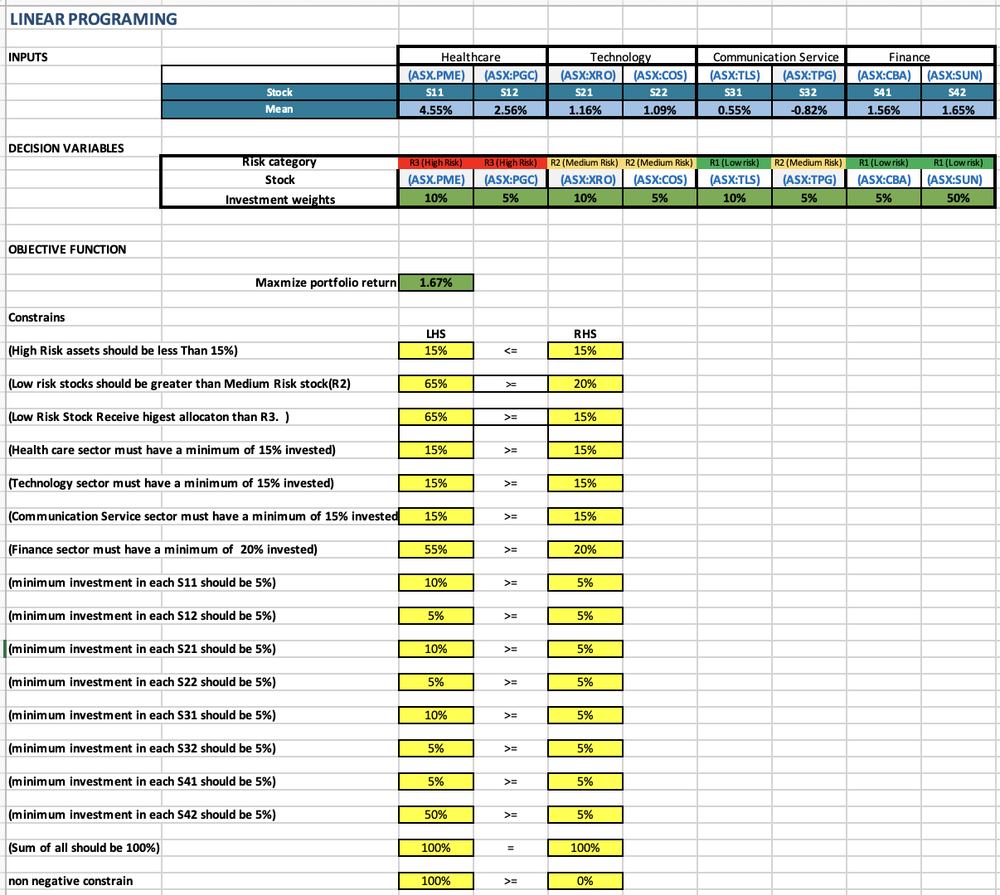 LINEAR PROGRAMING
INPUTS Healthcare Technology Communication Service Finance
(ASX.PME) (ASX:PGC) (ASX:XRO) (ASX:COS) (ASX:TLS) (ASX:TPG) (ASX:CBA) (ASX:SUN)
Stock S11 S12 S21 S22 S31 S32 S41 S42
Mean 4.55% 2.56% 1.16% 1.09% 0.55% -0.82% 1.56% 1.65%
DECISION VARIABLES
Risk category R3 (High Risk) R3 (High Risk) R2 (Medium Risk) R2 (Medium Risk) R1 (Low risk) R2 (Medium Risk) R1 (Low risk) R1 (Low risk)
Stock (ASX.PME) (ASX:PGC) (ASX:XRO) (ASX:COS) (ASX:TLS) (ASX:TPG) (ASX:CBA) (ASX:SUN)
Investment weights 10% 5% 10% 5% 10% 5% 5% 50%
OBJECTIVE FUNCTION
Maxmize portfolio return 1.67%
Constrains
LHS RHS
(High Risk assets should be less Than 15%) 15% <= 15%
(Low risk stocks should be greater than Medium Risk stock(R2) 65% >= 20%
(Low Risk Stock Receive higest allocaton than R3. ) 65% >= 15%
(Health care sector must have a minimum of 15% invested) 15% >= 15%
(Technology sector must have a minimum of 15% invested) 15% >= 15%
(Communication Service sector must have a minimum of 15% invested 15% >= 15%
(Finance sector must have a minimum of 20% invested) 55% >= 20%
(minimum investment in each S11 should be 5%) 10% >= 5%
(minimum investment in each S12 should be 5%) 5% >= 5%
(minimum investment in each S21 should be 5%) 10% >= 5%
(minimum investment in each S22 should be 5%) 5% >= 5%
(minimum investment in each S31 should be 5%) 10% >= 5%
(minimum investment in each S32 should be 5%) 5% >= 5%
(minimum investment in each S41 should be 5%) 5% >= 5%
(minimum investment in each S42 should be 5%) 50% >= 5%
(Sum of all should be 100%) 100% = 100%
non negative constrain 100% >= 0%